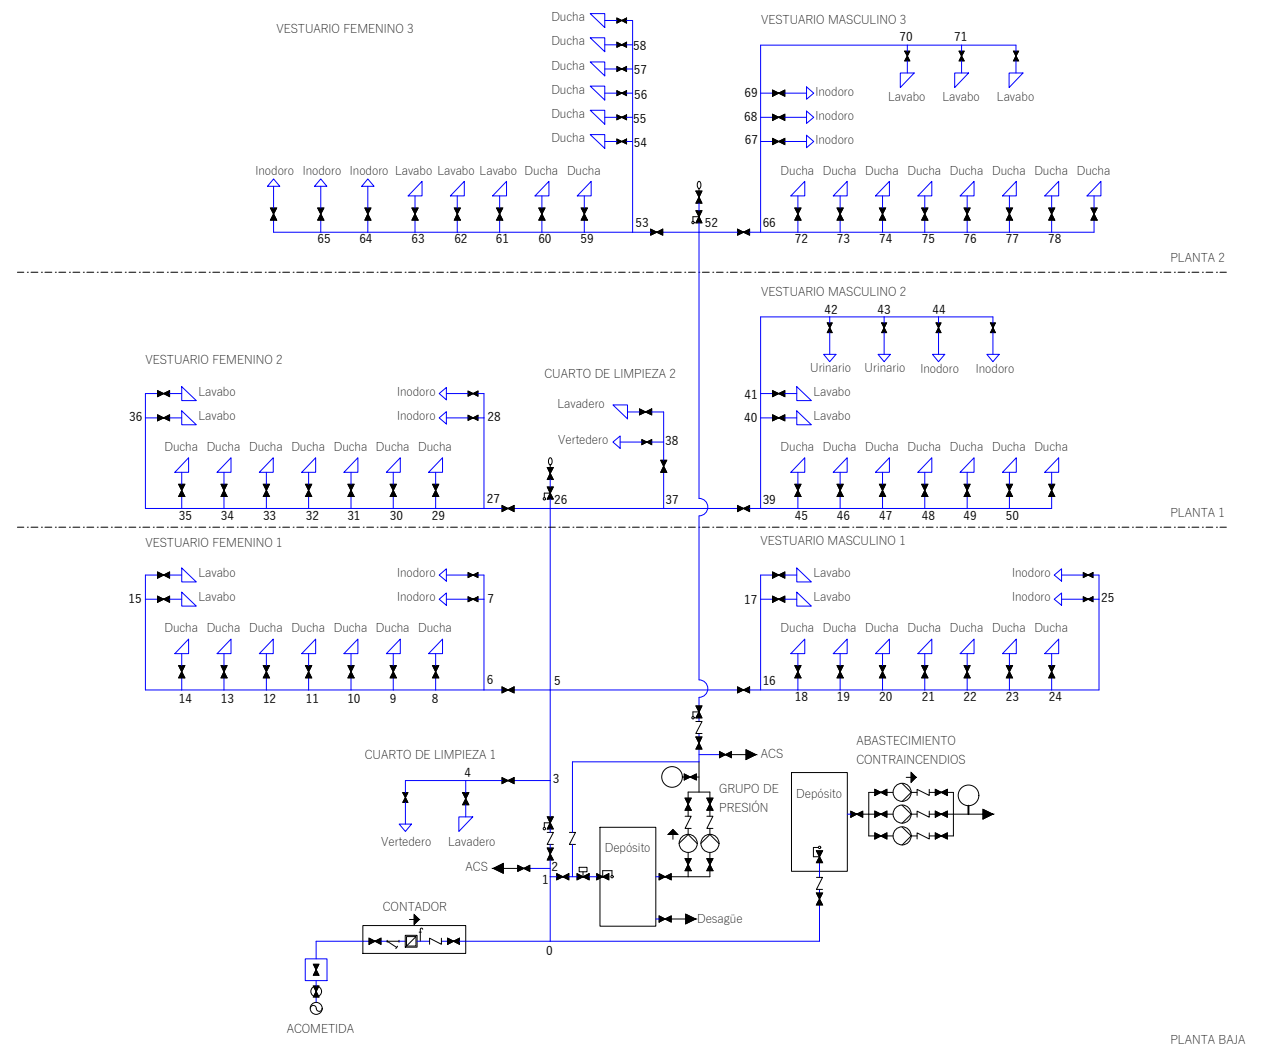 VESTUARIO FEMENINO 3
Ducha
Ducha
58
Ducha
57
Ducha
56
Ducha
55
Ducha
54
VESTUARIO MASCULINO 3
70
71
Lavabo
Lavabo
Lavabo
69
Inodoro
68
Inodoro
67
Inodoro
Inodoro
Inodoro
Inodoro
Lavabo
Lavabo
Lavabo
Ducha
Ducha
65
64
63
62
61
60
59
53
52
66
Ducha
Ducha
Ducha
Ducha
Ducha
Ducha
Ducha
Ducha
72
73
74
75
76
77
78
PLANTA 2
VESTUARIO MASCULINO 2
42
43
44
Urinario
Urinario
Inodoro
Inodoro
VESTUARIO FEMENINO 2
Lavabo
36
Lavabo
Inodoro
Inodoro
28
CUARTO DE LIMPIEZA 2
Lavadero
Vertedero
38
41
Lavabo
40
Lavabo
Ducha
Ducha
Ducha
Ducha
Ducha
Ducha
Ducha
35
34
33
32
31
30
29
27
26
37
39
Ducha
Ducha
Ducha
Ducha
Ducha
Ducha
Ducha
45
46
47
48
49
50
PLANTA 1
VESTUARIO FEMENINO 1
Lavabo
15
Lavabo
Inodoro
Inodoro
7
VESTUARIO MASCULINO 1
Lavabo
17
Lavabo
Inodoro
Inodoro
25
Ducha
Ducha
Ducha
Ducha
Ducha
Ducha
Ducha
14
13
12
11
10
9
8
6
5
16
Ducha
Ducha
Ducha
Ducha
Ducha
Ducha
Ducha
18
19
20
21
22
23
24
CUARTO DE LIMPIEZA 1
4
3
Vertedero
Lavadero
ACS
2
1
ACS
GRUPO DE
PRESIÓN
Depósito
Desagüe
ABASTECIMIENTO
CONTRAINCENDIOS
Depósito
CONTADOR
0
ACOMETIDA
PLANTA BAJA